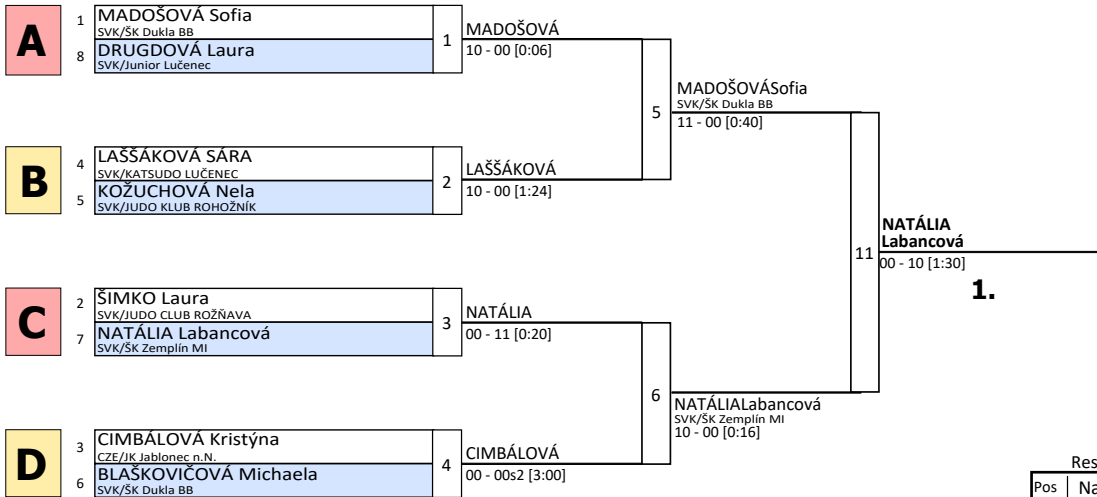 A
1 MADOŠOVÁ Sofia
SVK/ŠK Dukla BB
8 DRUGDOVÁ Laura
SVK/Junior Lučenec
1
MADOŠOVÁ
10 - 00 [0:06]
B
4 LAŠŠÁKOVÁ SÁRA
SVK/KATSUDO LUČENEC
5 KOŽUCHOVÁ Nela
SVK/JUDO KLUB ROHOŽNÍK
2
LAŠŠÁKOVÁ
10 - 00 [1:24]
5
MADOŠOVÁSofia
SVK/ŠK Dukla BB
11 - 00 [0:40]
C
2 ŠIMKO Laura
SVK/JUDO CLUB ROŽŇAVA
7 NATÁLIA Labancová
SVK/ŠK Zemplín MI
3
NATÁLIA
00 - 11 [0:20]
D
3 CIMBÁLOVÁ Kristýna
CZE/JK Jablonec n.N.
6 BLAŠKOVIČOVÁ Michaela
SVK/ŠK Dukla BB
4
CIMBÁLOVÁ
00 - 00s2 [3:00]
6
NATÁLIALabancová
SVK/ŠK Zemplín MI
10 - 00 [0:16]
11
NATÁLIA
Labancová
00 - 10 [1:30]
1.
Res
Pos Na